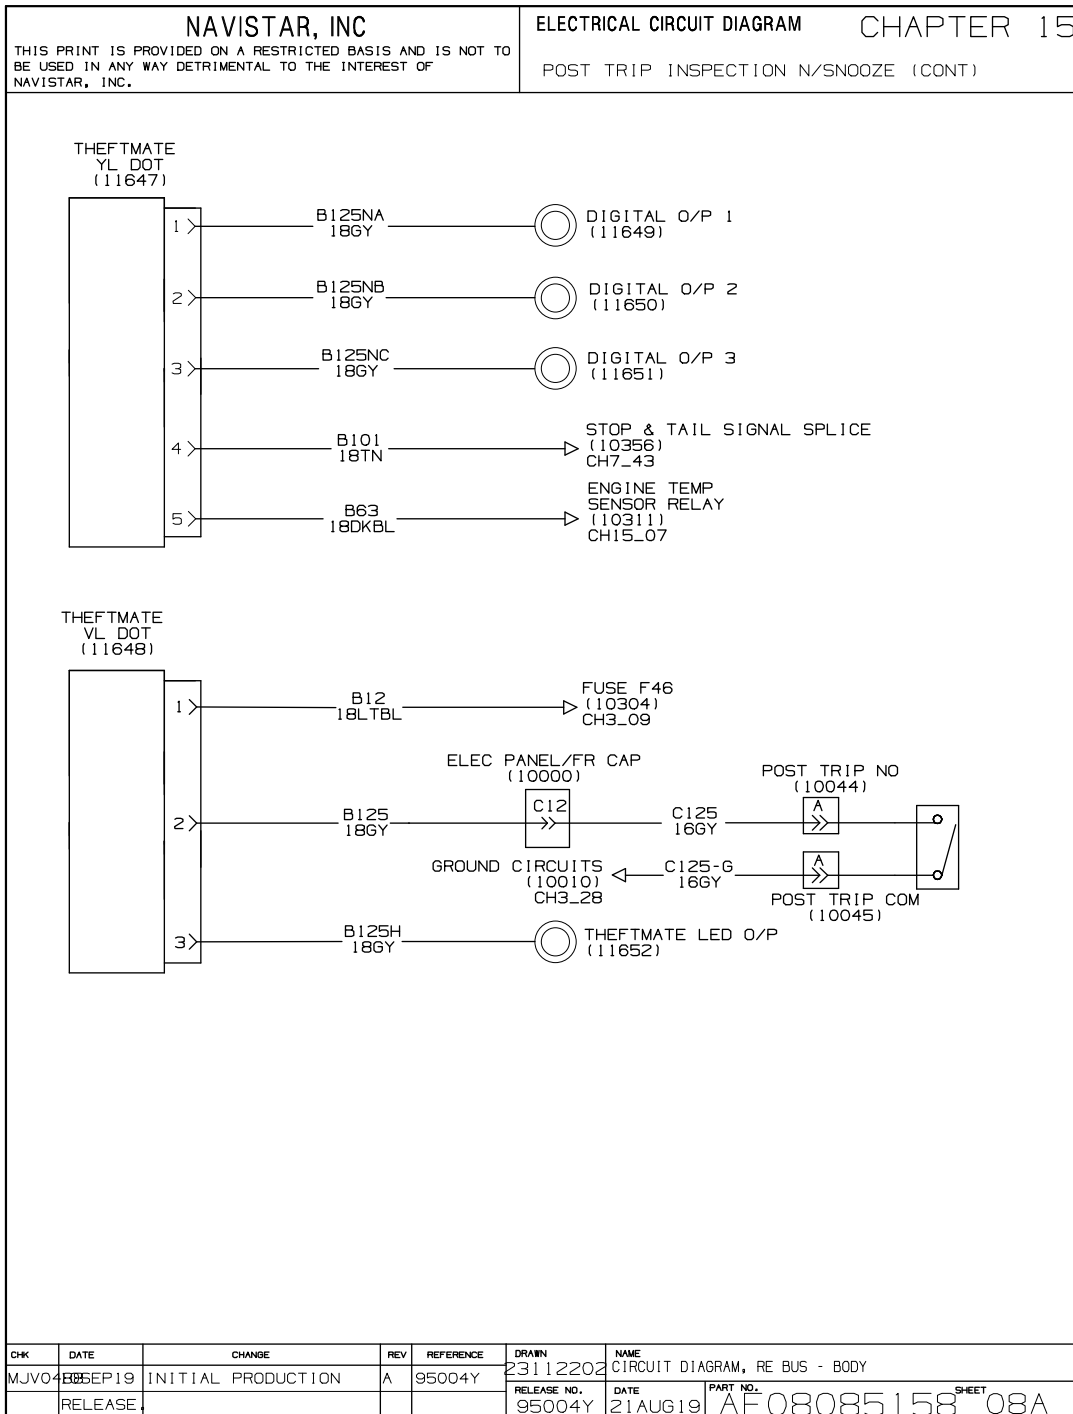 NAVISTAR, INC
THIS PRINT IS PROVIDED ON A RESTRICTED BASIS AND IS NOT TO
BE USED IN ANY WAY DETRIMENTAL TO THE INTEREST OF
NAVISTAR, INC.
ELECTRICAL CIRCUIT DIAGRAM CHAPTER 15
POST TRIP INSPECTION N/SNOOZE (CONT)
THEFTMATE
YL DOT
(11647)
1 B125NA
18GY
DIGITAL O/P 1
(11649)
2 B125NB
18GY
DIGITAL O/P 2
(11650)
3 B125NC
18GY
DIGITAL O/P 3
(11651)
4 B101
18TN
STOP & TAIL SIGNAL SPLICE
(10356)
CH7_43
5 B63
18DKBL
ENGINE TEMP
SENSOR RELAY
(10311)
CH15_07
THEFTMATE
VL DOT
(11648)
1 B12
18LTBL
FUSE F46
(10304)
CH3_09
2 B125
18GY
ELEC PANEL/FR CAP
(10000)
C12
C125
16GY
POST TRIP NO
(10044)
A
GROUND CIRCUITS
(10010)
CH3_28
C125-G
16GY
A
POST TRIP COM
(10045)
3 B125H
18GY
THEFTMATE LED O/P
(11652)
CHK DATE CHANGE REV REFERENCE
INITIAL PRODUCTION A 95004Y
RELEASE.
DRAWN
23112202
NAME
CIRCUIT DIAGRAM, RE BUS - BODY
RELEASE NO.
95004Y
DATE
21AUG19
PART NO.
AF08085158
SHEET
08A